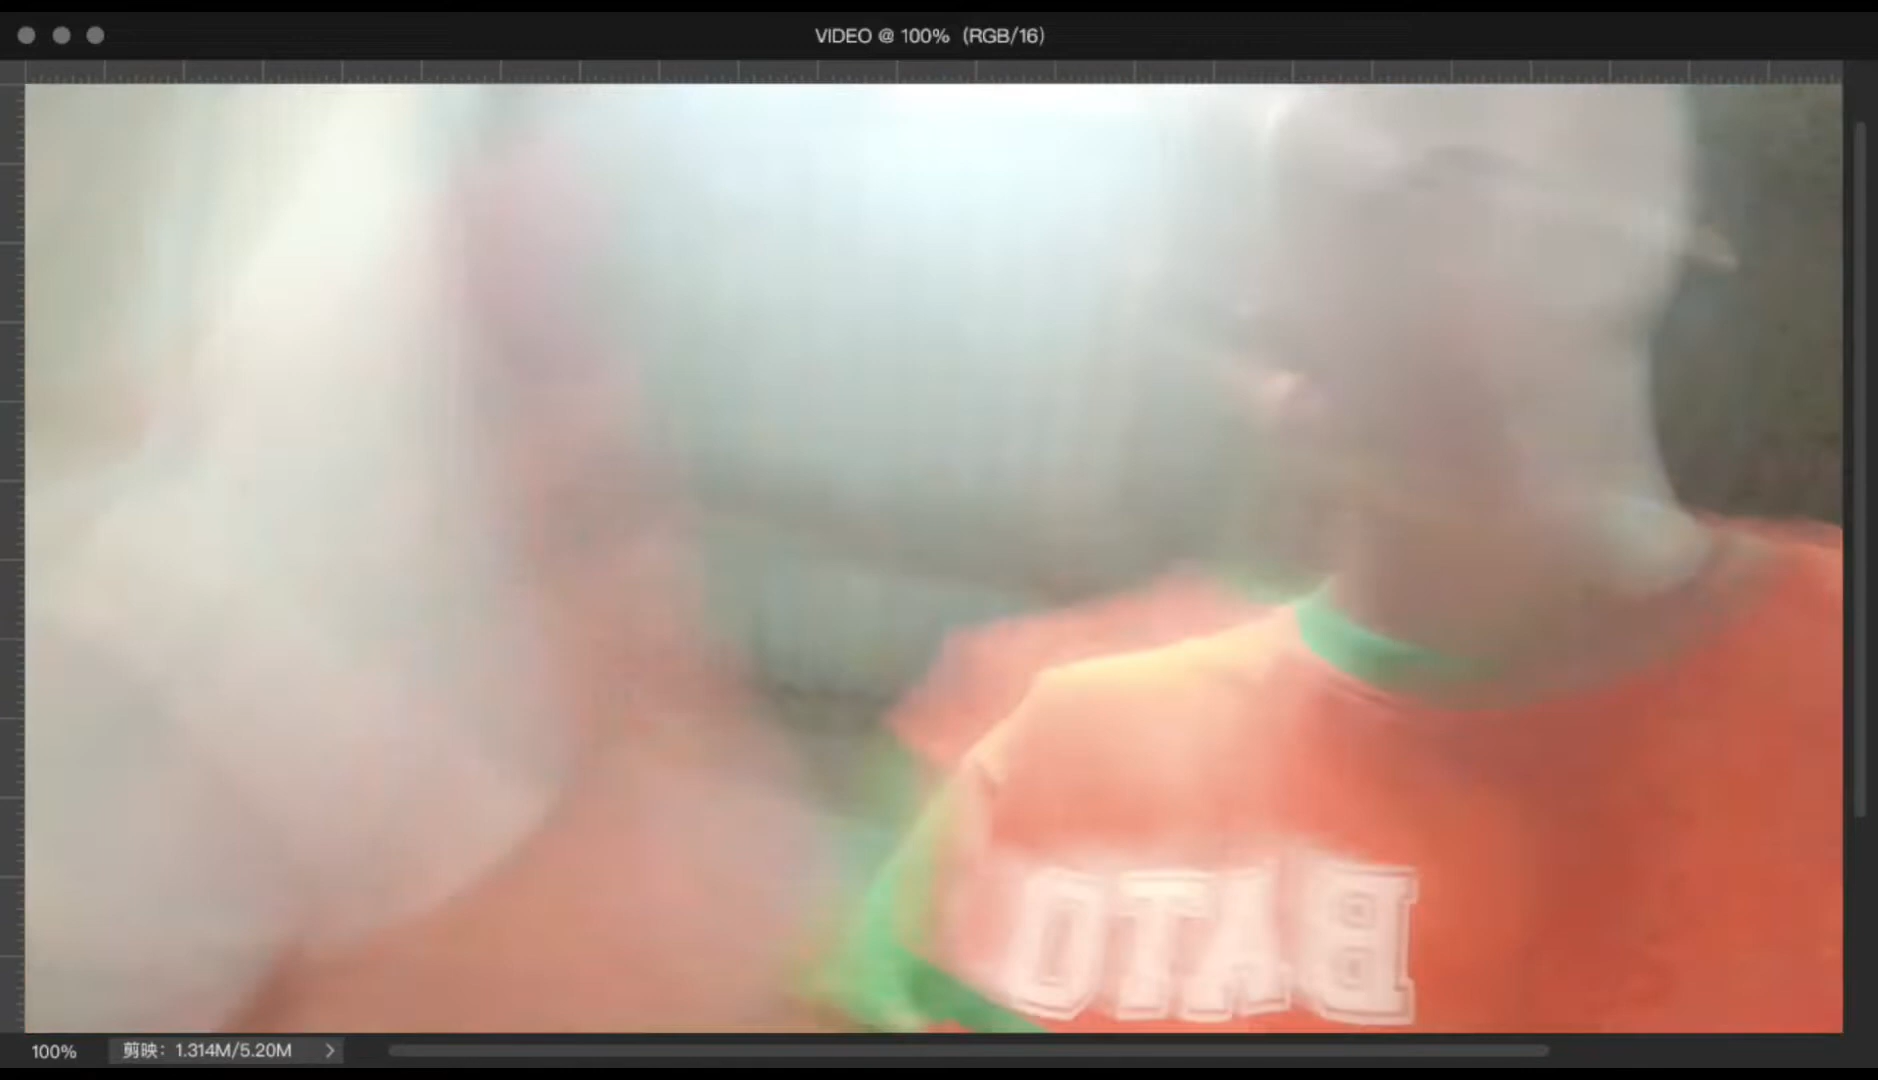 VIDEO @ 100% (RGB/16)
BATO
100%
剪映：1.314M/5.20M